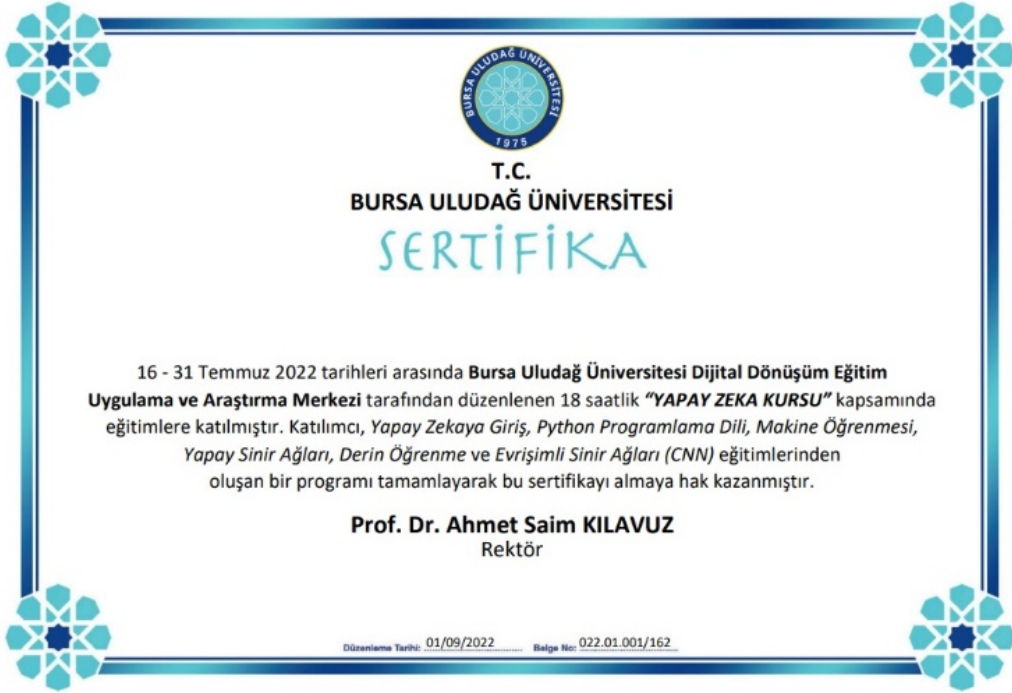 BURSA ULUDAĞ ÜNİVERSİTESİ
1975
T.C.
BURSA ULUDAĞ ÜNİVERSİTESİ
SERTİFİKA
16 - 31 Temmuz 2022 tarihleri arasında Bursa Uludağ Üniversitesi Dijital Dönüşüm Eğitim
Uygulama ve Araştırma Merkezi tarafından düzenlenen 18 saatlik “YAPAY ZEKA KURSU” kapsamında
eğitimlere katılmıştır. Katılımcı, Yapay Zekaya Giriş, Python Programlama Dili, Makine Öğrenmesi,
Yapay Sinir Ağları, Derin Öğrenme ve Evrişimli Sinir Ağları (CNN) eğitimlerinden
oluşan bir programı tamamlayarak bu sertifikayı almaya hak kazanmıştır.
Prof. Dr. Ahmet Saim KILAVUZ
Rektör
Düzenleme Tarihi: 01/09/2022 Belge No: 022.01.001/162